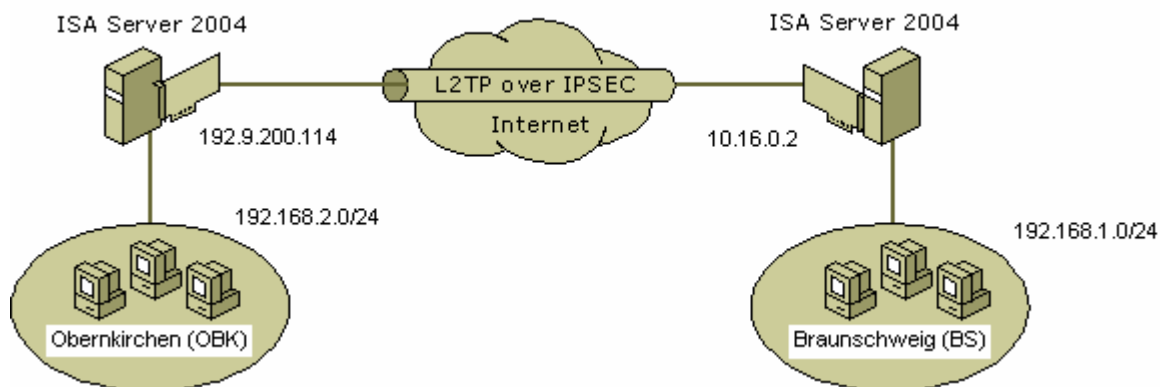 ISA Server 2004
ISA Server 2004
L2TP over IPSEC
Internet
192.9.200.114
10.16.0.2
192.168.2.0/24
192.168.1.0/24
Obernkirchen (OBK)
Braunschweig (BS)